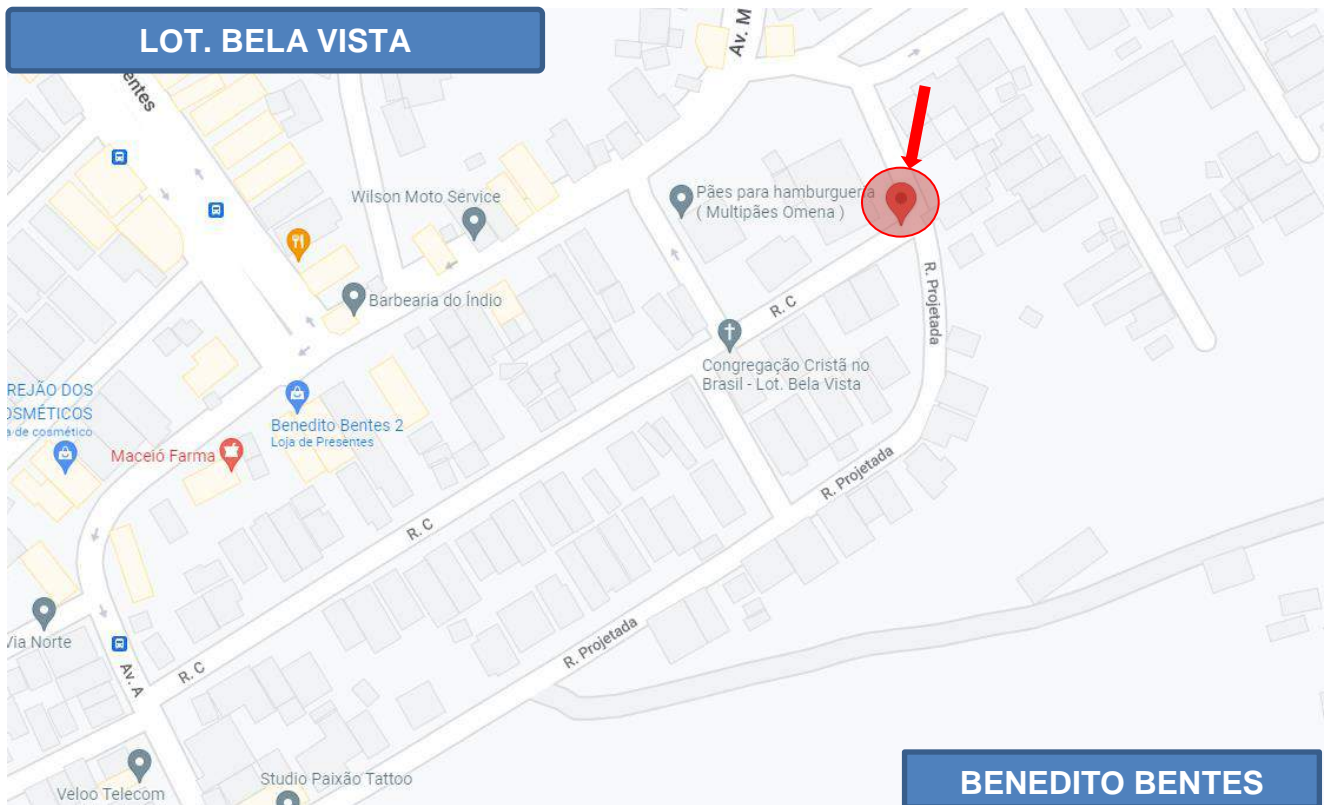 LOT. BELA VISTA
Av. M
entes
Wilson Moto Service
Pães para hamburgueria
( Multipães Omena )
Barbearia do Índio
R. Projetada
R. C
Congregação Cristã no
Brasil - Lot. Bela Vista
REJÃO DOS
OSMÉTICOS
a de cosmético
Benedito Bentes 2
Loja de Presentes
Maceió Farma
R. Projetada
R. C
Via Norte
R. Projetada
Av. A
R. C
Studio Paixão Tattoo
Veloo Telecom
BENEDITO BENTES